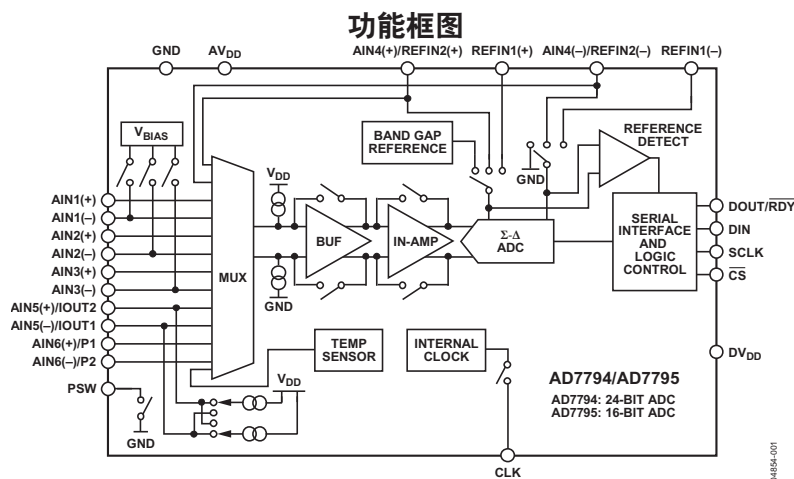 功能框图
GND
AVDD
AIN4(+)/REFIN2(+)
REFIN1(+)
AIN4(–)/REFIN2(–)
REFIN1(–)
VBIAS
BAND GAP
REFERENCE
REFERENCE
DETECT
GND
VDD
AIN1(+)
AIN1(–)
AIN2(+)
AIN2(–)
AIN3(+)
AIN3(–)
AIN5(+)/IOUT2
AIN5(–)/IOUT1
AIN6(+)/P1
AIN6(–)/P2
PSW
GND
MUX
BUF
IN-AMP
Σ-Δ
ADC
SERIAL
INTERFACE
AND
LOGIC
CONTROL
DOUT/RDY
DIN
SCLK
CS
GND
TEMP
SENSOR
INTERNAL
CLOCK
DVDD
VDD
AD7794/AD7795
AD7794: 24-BIT ADC
AD7795: 16-BIT ADC
CLK